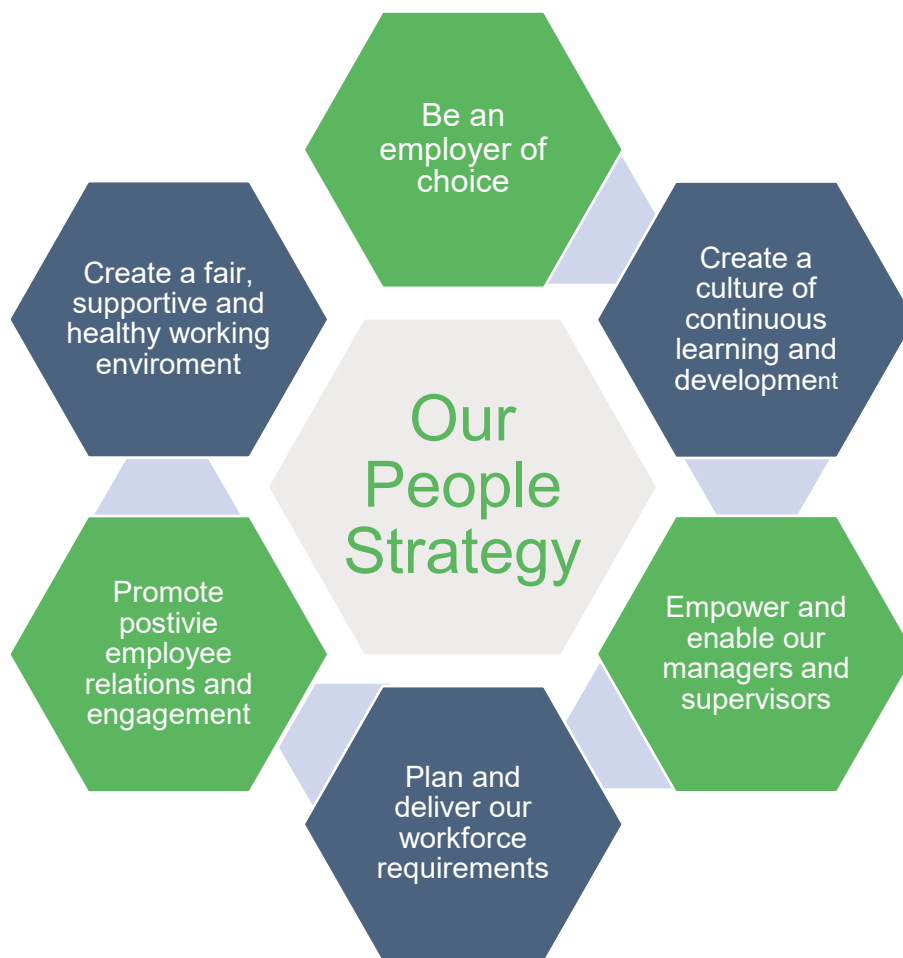 Be an
employer of
choice
Create a
culture of
continuous
learning and
development
Empower and
enable our
managers and
supervisors
Plan and
deliver our
workforce
requirements
Promote
postivie
employee
relations and
engagement
Create a fair,
supportive and
healthy working
enviroment
Our
People
Strategy